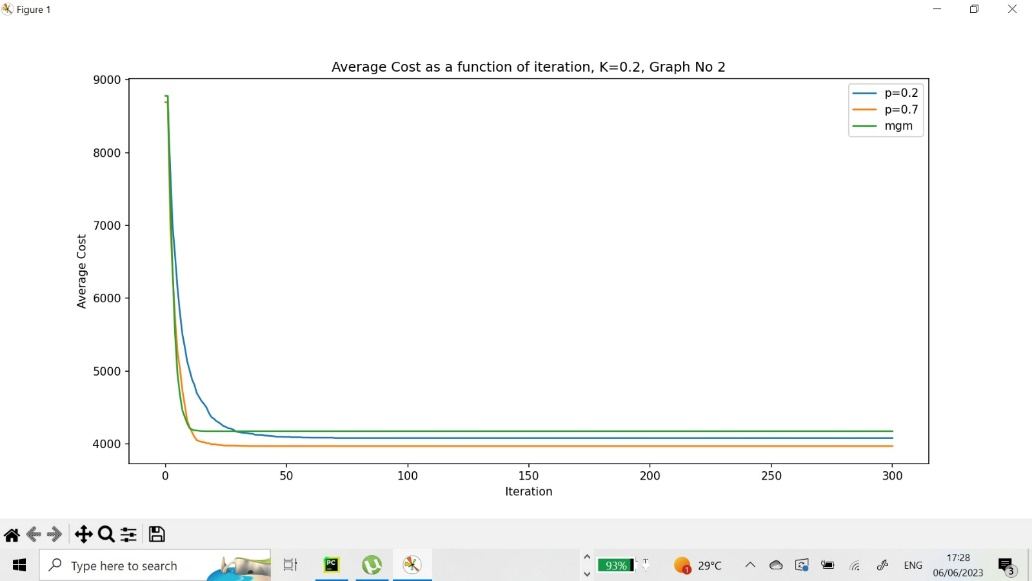 Figure 1
Average Cost as a function of iteration, K=0.2, Graph No 2
p=0.2
p=0.7
mgm
Average Cost
9000
8000
7000
6000
5000
4000
0 50 100 150 200 250 300
Iteration
Type here to search
PC
93%
1
29°C
ENG
17:28
06/06/2023
3